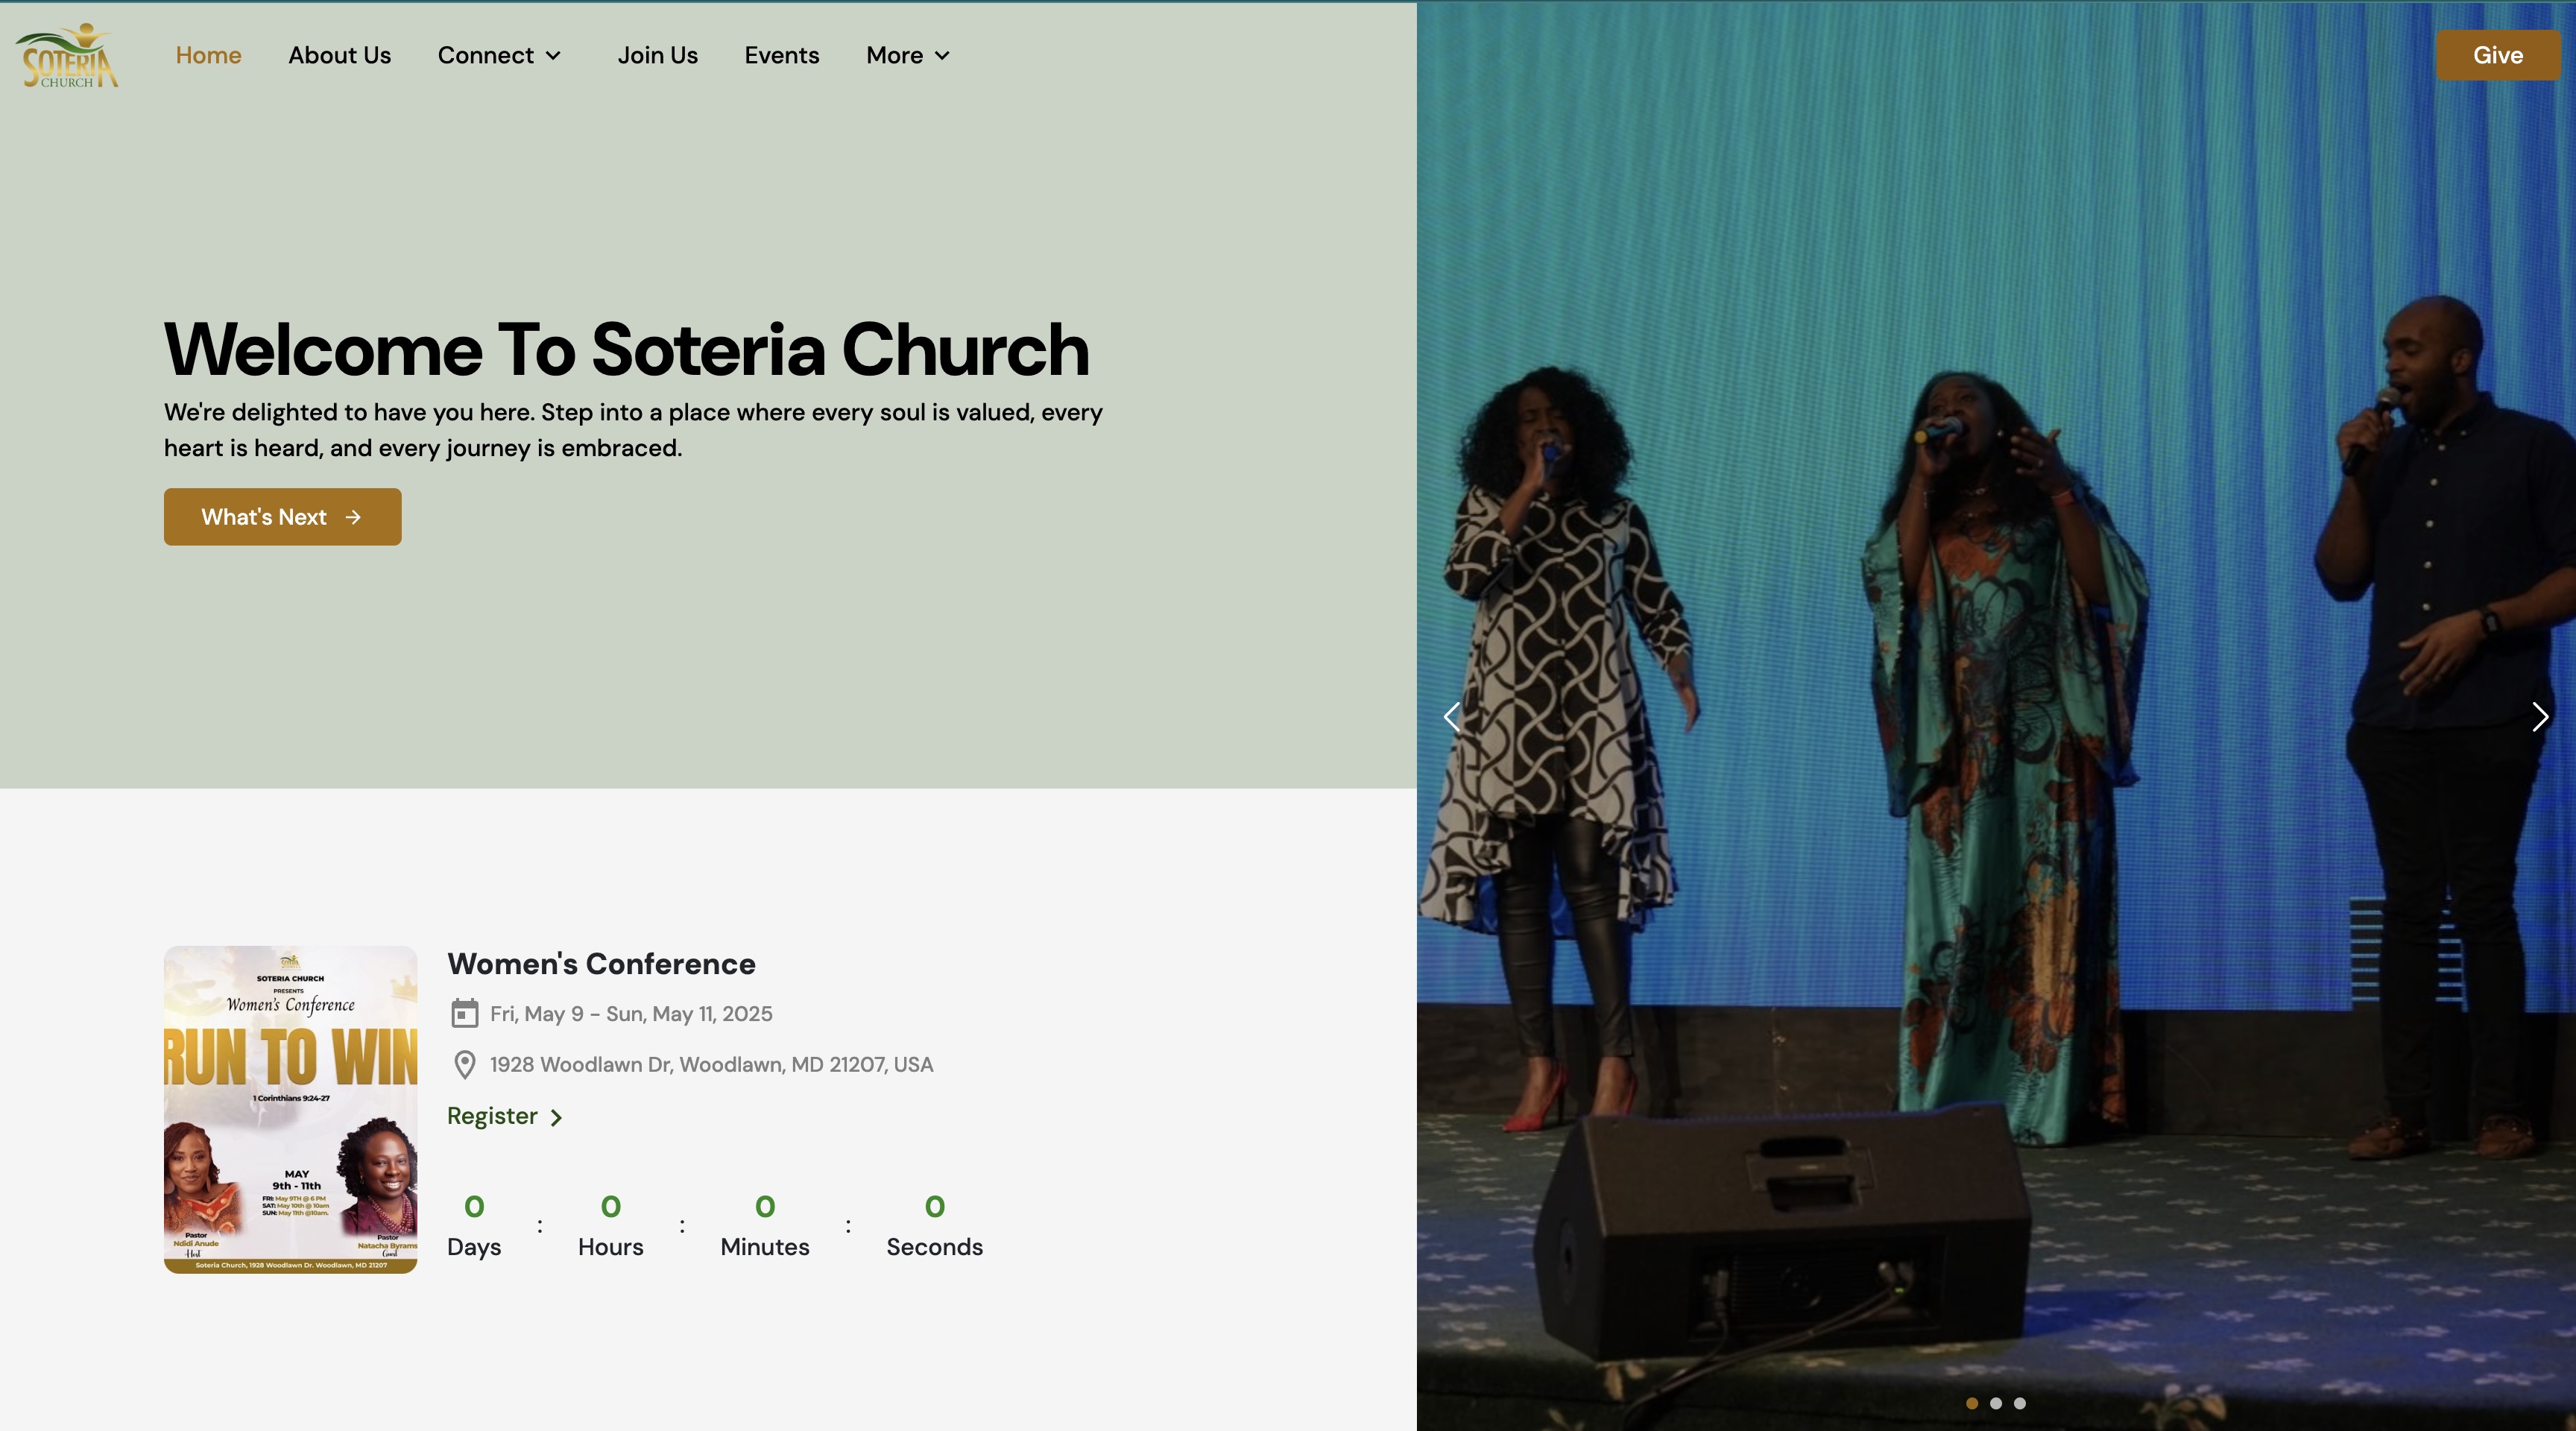 SOTERIA
CHURCH
Home
About Us
Connect
Join Us
Events
More
Give
Welcome To Soteria Church
We're delighted to have you here. Step into a place where every soul is valued, every
heart is heard, and every journey is embraced.
What's Next
SOTERIA CHURCH
PRESENTS
Women's Conference
RUN TO WIN
1 Corinthians 9:24-27
MAY
9th - 11th
FRI: May 9TH @ 6 PM
SAT: May 10th @ 10am
SUN: May 11th @10am.
Pastor
Ndidi Anude
Host
Pastor
Natacha Byrams
Guest
Soteria Church, 1928 Woodlawn Dr. Woodlawn, MD 21207
Women's Conference
Fri, May 9 - Sun, May 11, 2025
1928 Woodlawn Dr, Woodlawn, MD 21207, USA
Register
0 : 0 : 0 : 0
Days Hours Minutes Seconds